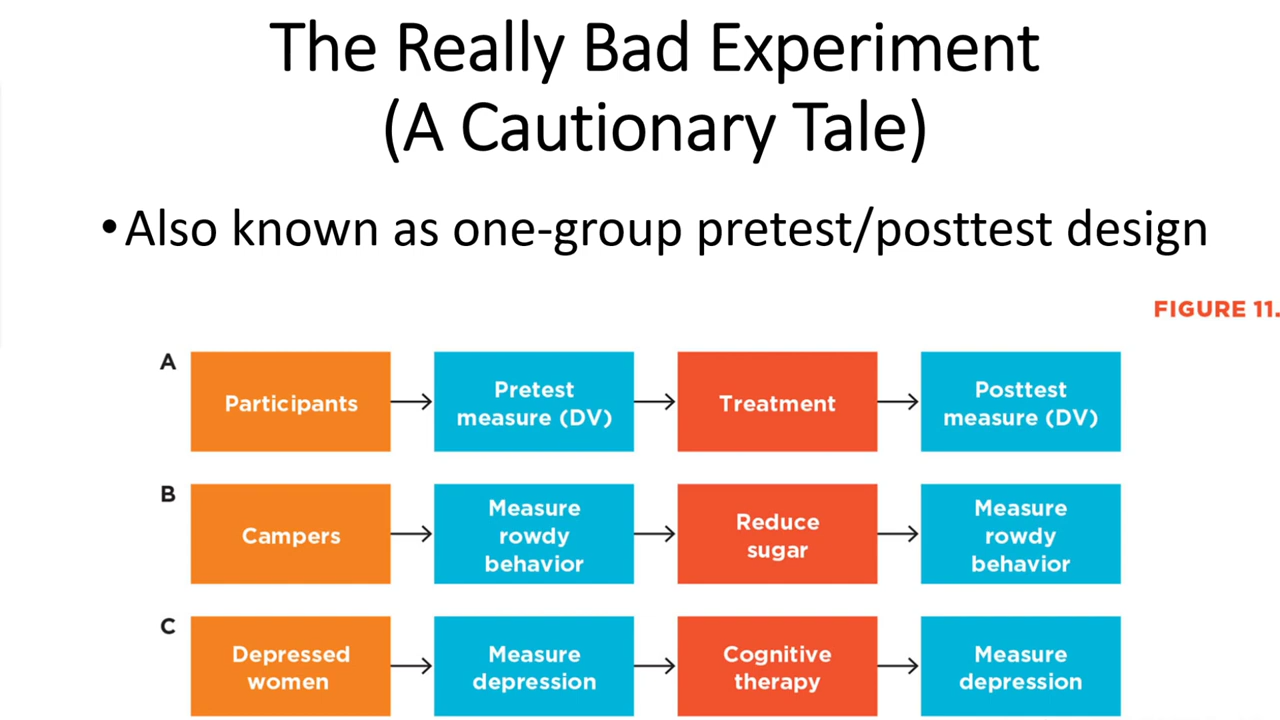 The Really Bad Experiment
(A Cautionary Tale)
•Also known as one-group pretest/posttest design
FIGURE 11.
A
Participants
Pretest
measure (DV)
Treatment
Posttest
measure (DV)
B
Campers
Measure
rowdy
behavior
Reduce
sugar
Measure
rowdy
behavior
C
Depressed
women
Measure
depression
Cognitive
therapy
Measure
depression